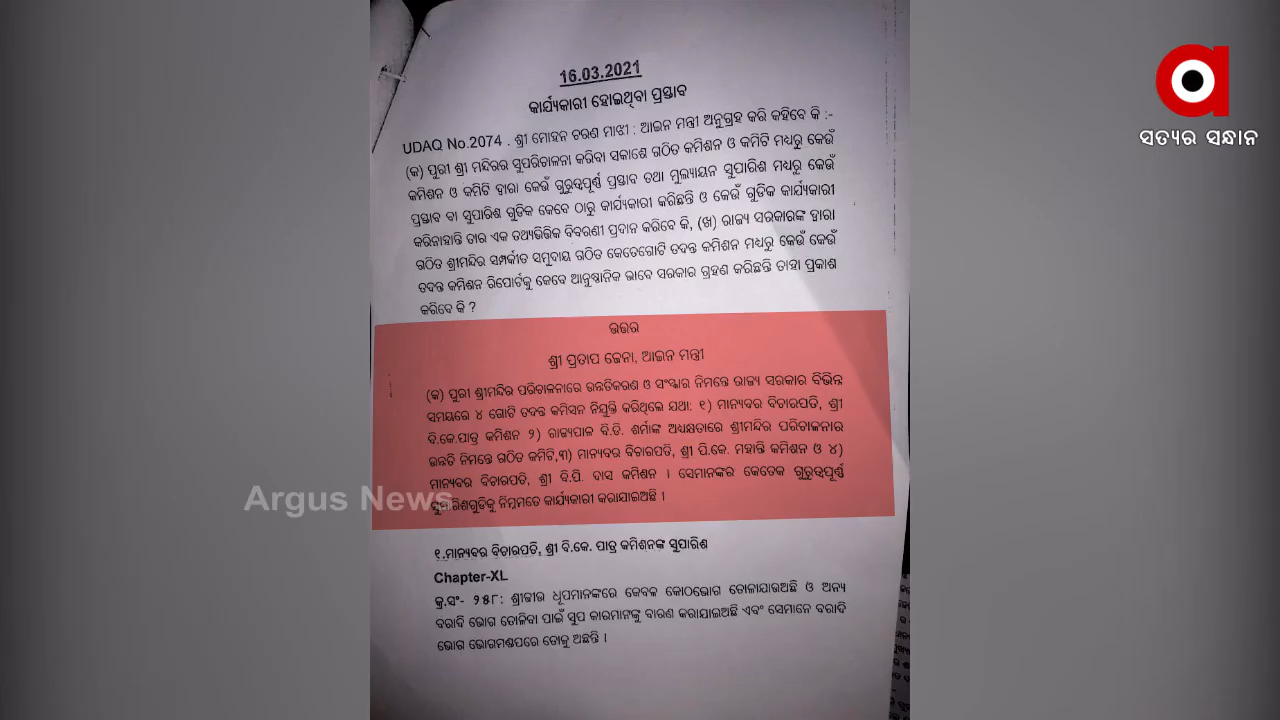 16.03.2021
କାର୍ଯ୍ୟକାରୀ ହୋଇଥିବା ପ୍ରସ୍ତାବ
UDAQ No.2074 . ଶ୍ରୀ ମୋହନ ଚରଣ ମାଝୀ : ଆଇନ ମନ୍ତ୍ରୀ ଅନୁଗ୍ରହ କରି କହିବେ କି :-
(କ) ପୁରୀ ଶ୍ରୀ ମନ୍ଦିରର ସୁପରିଚାଳନା କରିବା ସକାଶେ ଗଠିତ କମିଶନ ଓ କମିଟି ମଧ୍ୟରୁ କେଉଁ
କମିଶନ ଓ କମିଟି ଦ୍ଵାରା କେଉଁ ଗୁରୁତ୍ଵପୂର୍ଣ୍ଣ ପ୍ରସ୍ତାବ ତଥା ମୁଲ୍ୟାୟନ ସୁପାରିଶ ମଧ୍ୟରୁ କେଉଁ
ପ୍ରସ୍ତାବ ବା ସୁପାରିଶ ଗୁଡିକ କେବେ ଠାରୁ କାର୍ଯ୍ୟକାରୀ କରିଛନ୍ତି ଓ କେଉଁ ଗୁଡିକ କାର୍ଯ୍ୟକାରୀ
କରିନାହାନ୍ତି ତାର ଏକ ତଥ୍ୟଭିତ୍ତିକ ବିବରଣୀ ପ୍ରଦାନ କରିବେ କି, (ଖ) ରାଜ୍ୟ ସରକାରଙ୍କ ଦ୍ଵାରା
ଗଠିତ ଶ୍ରୀମନ୍ଦିର ସମ୍ପର୍କୀତ ସମୁଦାୟ ଗଠିତ କେତେଗୋଟି ତଦନ୍ତ କମିଶନ ମଧ୍ୟରୁ କେଉଁ କେଉଁ
ତଦନ୍ତ କମିଶନ ରିପୋର୍ଟକୁ କେବେ ଆନୁଷ୍ଠାନିକ ଭାବେ ସରକାର ଗ୍ରହଣ କରିଛନ୍ତି ତାହା ପ୍ରକାଶ
କରିବେ କି ?
ଉତ୍ତର
ଶ୍ରୀ ପ୍ରତାପ ଜେନା, ଆଇନ ମନ୍ତ୍ରୀ
(କ) ପୁରୀ ଶ୍ରୀମନ୍ଦିର ପରିଚାଳନାରେ ଉନ୍ନତିକରଣ ଓ ସଂସ୍କାର ନିମନ୍ତେ ରାଜ୍ୟ ସରକାର ବିଭିନ୍ନ
ସମୟରେ ୪ ଗୋଟି ତଦନ୍ତ କମିସନ ନିଯୁକ୍ତି କରିଥିଲେ ଯଥା: ୧) ମାନ୍ୟବର ବିଚାରପତି, ଶ୍ରୀ
ବି.କେ.ପାତ୍ର କମିଶନ ୨) ରାଜ୍ୟପାଳ ବି.ଡି. ଶର୍ମାଙ୍କ ଅଧ୍ୟକ୍ଷତାରେ ଶ୍ରୀମନ୍ଦିର ପରିଚାଳନାର
ଉନ୍ନତି ନିମନ୍ତେ ଗଠିତ କମିଟି,୩) ମାନ୍ୟବର ବିଚାରପତି, ଶ୍ରୀ ପି.କେ. ମହାନ୍ତି କମିଶନ ଓ ୪)
ମାନ୍ୟବର ବିଚାରପତି, ଶ୍ରୀ ବି.ପି. ଦାସ କମିଶନ । ସେମାନଙ୍କର କେତେକ ଗୁରୁତ୍ଵପୂର୍ଣ୍ଣ
ସୁପାରିଶଗୁଡିକୁ ନିମ୍ନମତେ କାର୍ଯ୍ୟକାରୀ କରାଯାଇଅଛି ।
୧.ମାନ୍ୟବର ବିଚାରପତି, ଶ୍ରୀ ବି.କେ. ପାତ୍ର କମିଶନଙ୍କ ସୁପାରିଶ
Chapter-XL
କ୍ର.ସଂ- ୨୫୮: ଶ୍ରୀଜୀଉ ଧୂପମାନଙ୍କରେ କେବଳ କୋଠଭୋଗ ତୋଳାଯାଉଅଛି ଓ ଅନ୍ୟ
ବରାଦି ଭୋଗ ତୋଳିବା ପାଇଁ ସୁପ କାରମାନଙ୍କୁ ବାରଣ କରାଯାଇଅଛି ଏବଂ ସେମାନେ ବରାଦି
ଭୋଗ ଭୋଗମଣ୍ଡପରେ ତୋଳୁ ଅଛନ୍ତି ।
Argus News
a
ସତ୍ୟର ସନ୍ଧାନ